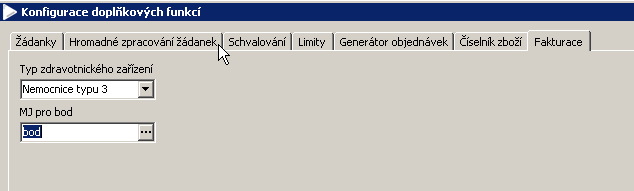 Konfigurace doplňkových funkcí
Žádanky Hromadné zpracování žádanek Schvalování Limity Generátor objednávek Číselník zboží Fakturace
Typ zdravotnického zařízení
Nemocnice typu 3
MJ pro bod
bod ...